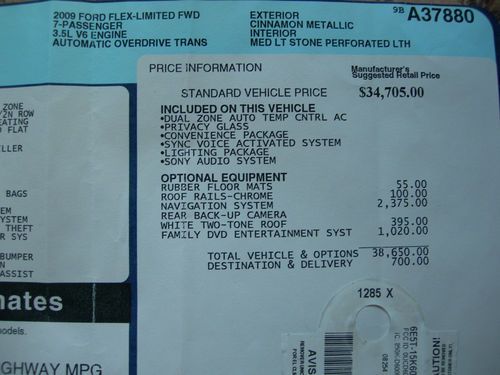 2009 FORD FLEX-LIMITED FWD
7-PASSENGER
3.5L V6 ENGINE
AUTOMATIC OVERDRIVE TRANS
EXTERIOR
CINNAMON METALLIC
INTERIOR
MED LT STONE PERFORATED LTH
9B A37880
PRICE INFORMATION
Manufacturer's
Suggested Retail Price
STANDARD VEHICLE PRICE $34,705.00
INCLUDED ON THIS VEHICLE
•DUAL ZONE AUTO TEMP CNTRL AC
•PRIVACY GLASS
•CONVENIENCE PACKAGE
•SYNC VOICE ACTIVATED SYSTEM
•LIGHTING PACKAGE
•SONY AUDIO SYSTEM
OPTIONAL EQUIPMENT
RUBBER FLOOR MATS 55.00
ROOF RAILS-CHROME 100.00
NAVIGATION SYSTEM 2,375.00
REAR BACK-UP CAMERA
WHITE TWO-TONE ROOF 395.00
FAMILY DVD ENTERTAINMENT SYST 1,020.00
TOTAL VEHICLE & OPTIONS 38,650.00
DESTINATION & DELIVERY 700.00
ZONE
/2N ROW
EATING
D FLAT
LLER
BAGS
EM
YSTEM
THEFT
R SYS
BUMPER
EN
ASSIST
mates
models.
GHWAY MPG
1285 X
08254